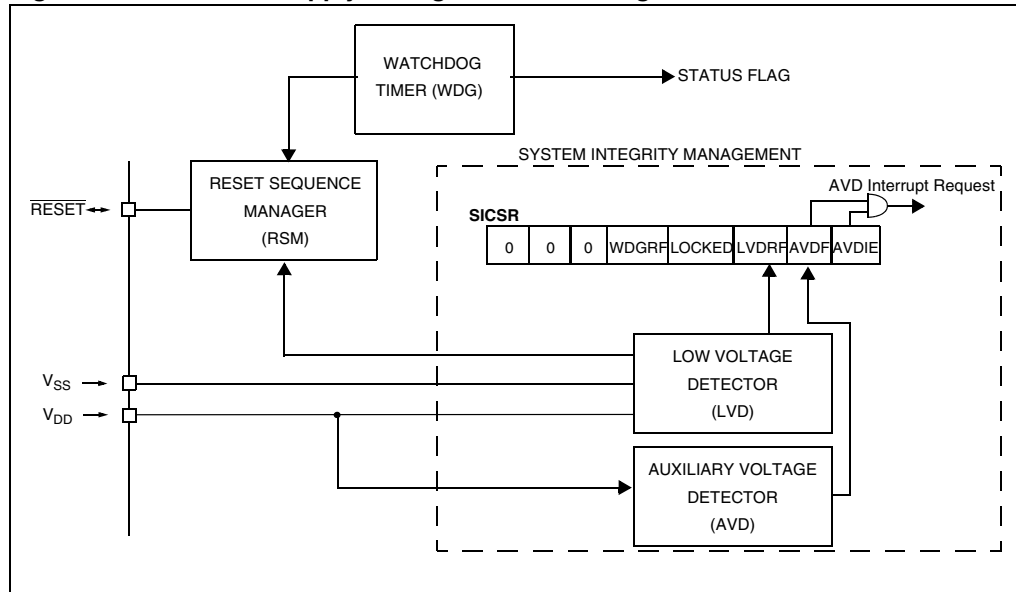 WATCHDOG
TIMER (WDG)
STATUS FLAG
SYSTEM INTEGRITY MANAGEMENT
RESET SEQUENCE
MANAGER
(RSM)
RESET
AVD Interrupt Request
SICSR
0 0 0 WDGRF LOCKED LVDRF AVDF AVDIE
LOW VOLTAGE
DETECTOR
(LVD)
VSS
VDD
AUXILIARY VOLTAGE
DETECTOR
(AVD)